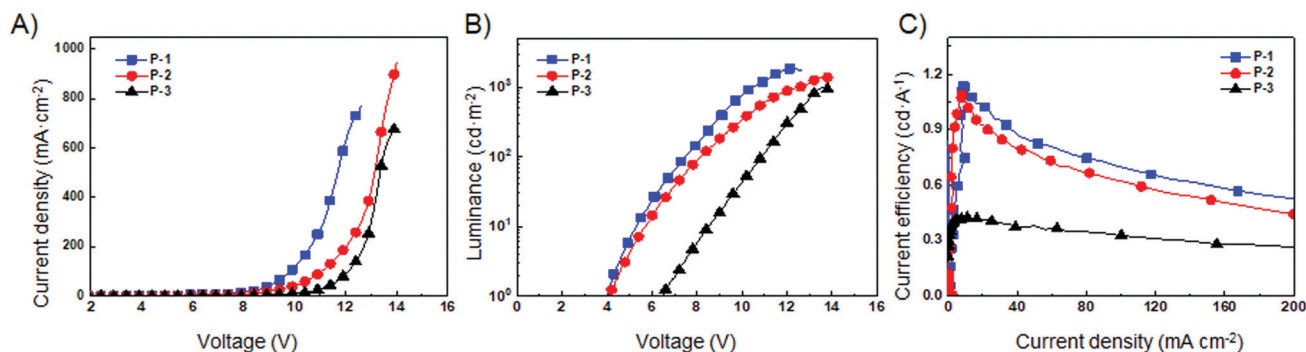 A)
Current density (mA·cm-2)
1000
800
600
400
200
0
P-1
P-2
P-3
2 4 6 8 10 12 14 16
Voltage (V)
B)
Luminance (cd·m-2)
10³
10²
10¹
10⁰
P-1
P-2
P-3
0 2 4 6 8 10 12 14 16
Voltage (V)
C)
Current efficiency (cd·A-1)
1.2
0.9
0.6
0.3
0.0
P-1
P-2
P-3
0 40 80 120 160 200
Current density (mA cm-2)